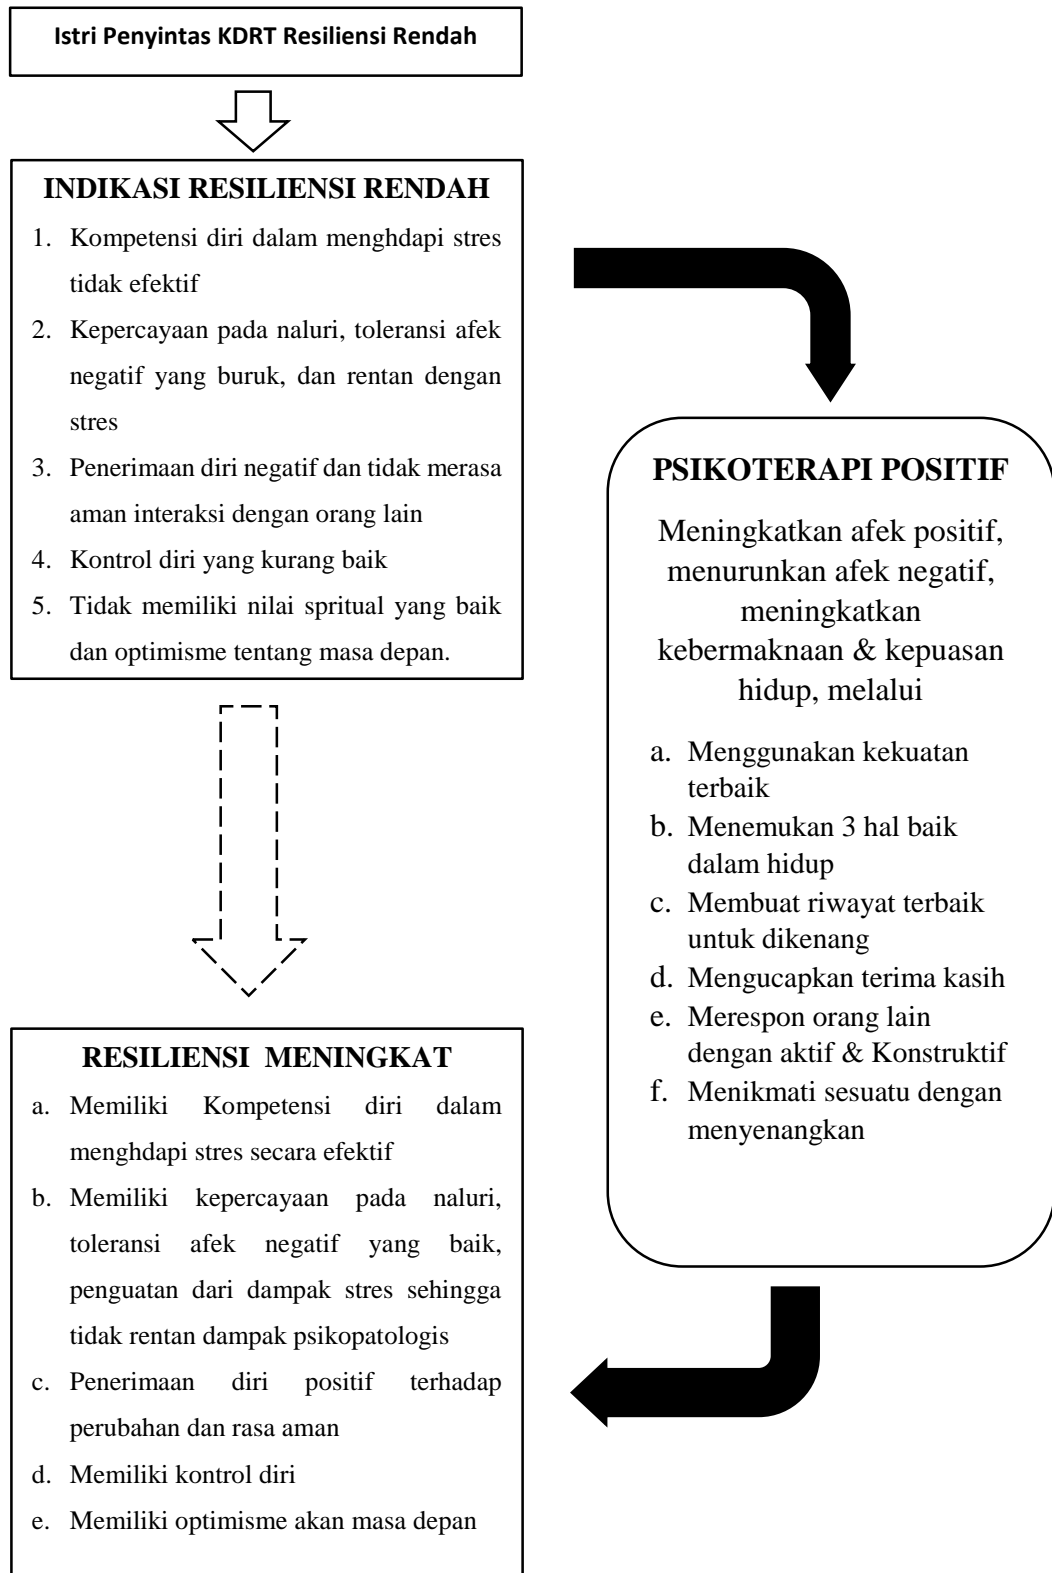 Istri Penyintas KDRT Resiliensi Rendah
INDIKASI RESILIENSI RENDAH
1. Kompetensi diri dalam menghdapi stres
tidak efektif
2. Kepercayaan pada naluri, toleransi afek
negatif yang buruk, dan rentan dengan
stres
3. Penerimaan diri negatif dan tidak merasa
aman interaksi dengan orang lain
4. Kontrol diri yang kurang baik
5. Tidak memiliki nilai spritual yang baik
dan optimisme tentang masa depan.
PSIKOTERAPI POSITIF
Meningkatkan afek positif,
menurunkan afek negatif,
meningkatkan
kebermaknaan & kepuasan
hidup, melalui
a. Menggunakan kekuatan
terbaik
b. Menemukan 3 hal baik
dalam hidup
c. Membuat riwayat terbaik
untuk dikenang
d. Mengucapkan terima kasih
e. Merespon orang lain
dengan aktif & Konstruktif
f. Menikmati sesuatu dengan
menyenangkan
RESILIENSI MENINGKAT
a. Memiliki Kompetensi diri dalam
menghdapi stres secara efektif
b. Memiliki kepercayaan pada naluri,
toleransi afek negatif yang baik,
penguatan dari dampak stres sehingga
tidak rentan dampak psikopatologis
c. Penerimaan diri positif terhadap
perubahan dan rasa aman
d. Memiliki kontrol diri
e. Memiliki optimisme akan masa depan